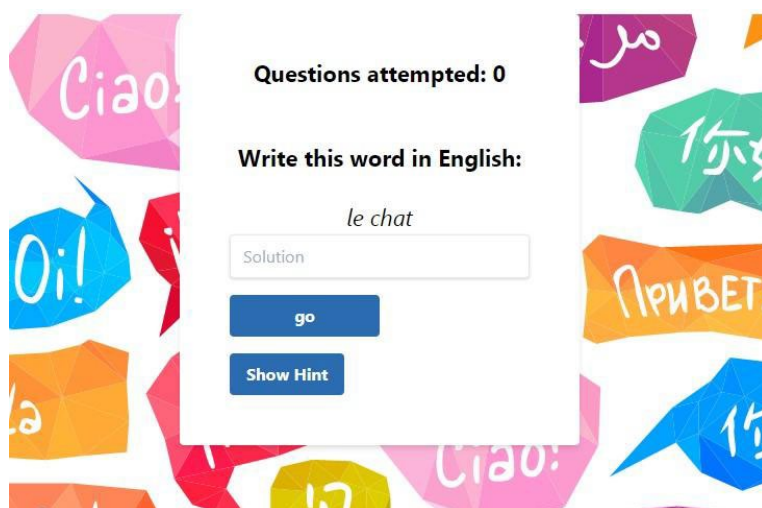 Ciao!
Questions attempted: 0
Write this word in English:
le chat
Solution
go
Show Hint
Oi!
Привет
Ciao!